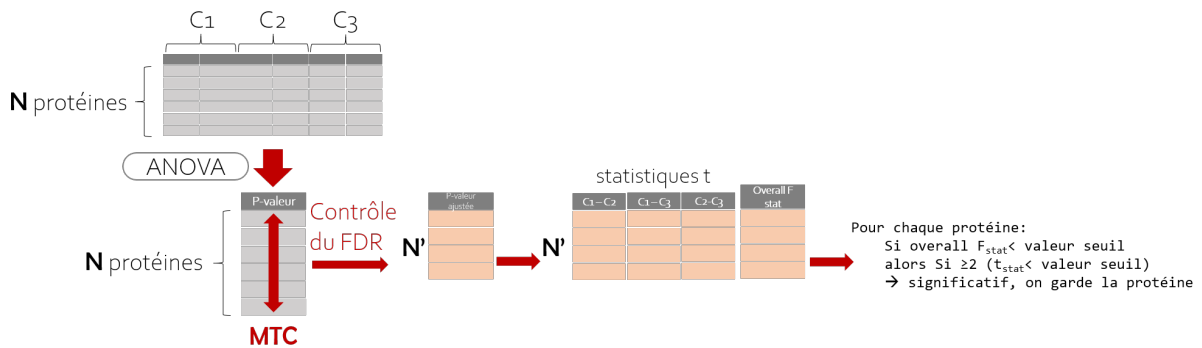 C1 C2 C3
N protéines
ANOVA
P-valeur
N protéines
MTC
Contrôle
du FDR
N'
P-valeur
ajustée
N'
statistiques t
C1–C2 C1–C3 C2-C3
Overall F
stat
Pour chaque protéine:
Si overall Fstat< valeur seuil
alors Si ≥2 (tstat< valeur seuil)
→ significatif, on garde la protéine